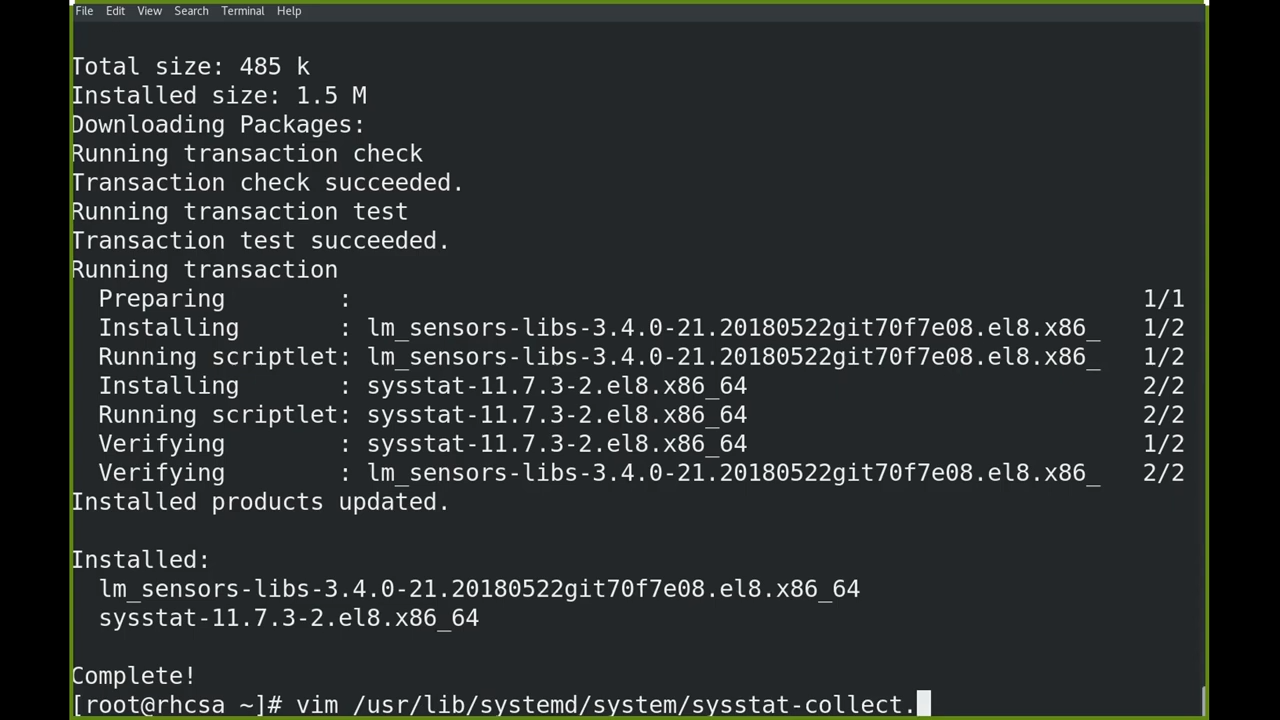 File Edit View Search Terminal Help
Total size: 485 k
Installed size: 1.5 M
Downloading Packages:
Running transaction check
Transaction check succeeded.
Running transaction test
Transaction test succeeded.
Running transaction
  Preparing        :                                                        1/1
  Installing       : lm_sensors-libs-3.4.0-21.20180522git70f7e08.el8.x86_   1/2
  Running scriptlet: lm_sensors-libs-3.4.0-21.20180522git70f7e08.el8.x86_   1/2
  Installing       : sysstat-11.7.3-2.el8.x86_64                            2/2
  Running scriptlet: sysstat-11.7.3-2.el8.x86_64                            2/2
  Verifying        : sysstat-11.7.3-2.el8.x86_64                            1/2
  Verifying        : lm_sensors-libs-3.4.0-21.20180522git70f7e08.el8.x86_   2/2
Installed products updated.
Installed:
  lm_sensors-libs-3.4.0-21.20180522git70f7e08.el8.x86_64
  sysstat-11.7.3-2.el8.x86_64
Complete!
[root@rhcsa ~]# vim /usr/lib/systemd/system/sysstat-collect.